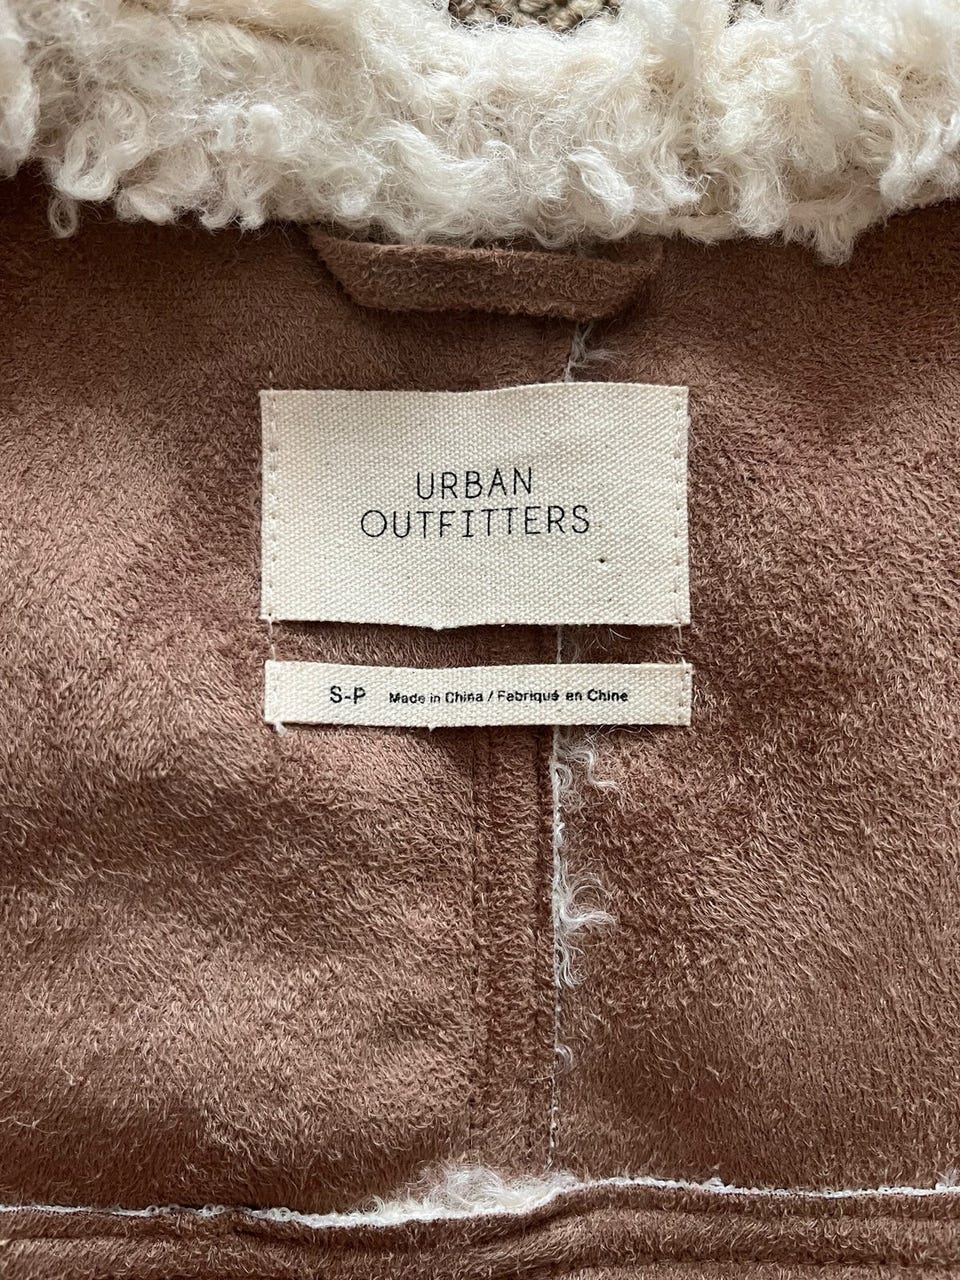 URBAN
OUTFITTERS
S-P Made in China / Fabriqué en Chine